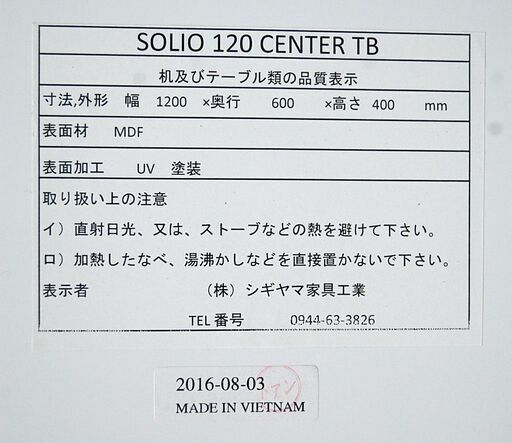 SOLIO 120 CENTER TB
机及びテーブル類の品質表示
寸法,外形 幅 1200 ×奥行 600 ×高さ 400 mm
表面材 MDF
表面加工 UV 塗装
取り扱い上の注意
イ）直射日光、又は、ストーブなどの熱を避けて下さい。
ロ）加熱したなべ、湯沸かしなどを直接置かないで下さい。
表示者 （株）シギヤマ家具工業
TEL番号 0944-63-3826
2016-08-03
MADE IN VIETNAM